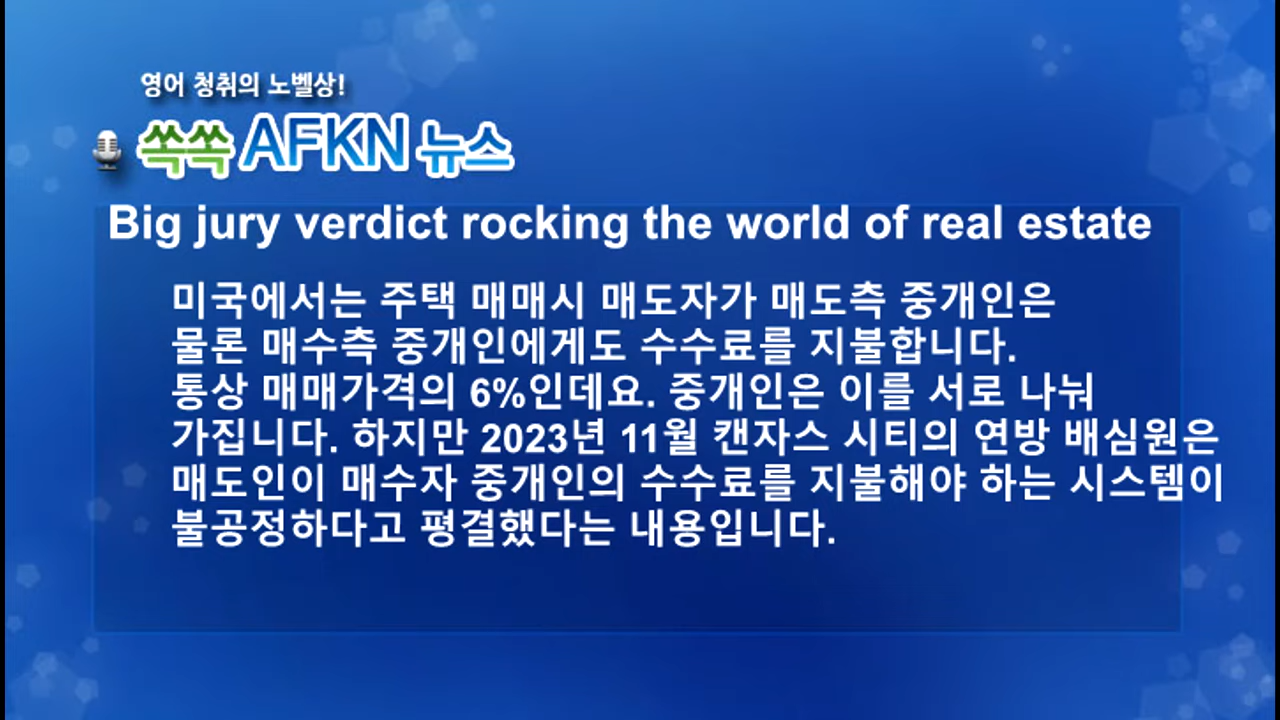 영어 청취의 노벨상!
쏙쏙 AFKN 뉴스
Big jury verdict rocking the world of real estate
미국에서는 주택 매매시 매도자가 매도측 중개인은
물론 매수측 중개인에게도 수수료를 지불합니다.
통상 매매가격의 6%인데요. 중개인은 이를 서로 나눠
가집니다. 하지만 2023년 11월 캔자스 시티의 연방 배심원은
매도인이 매수자 중개인의 수수료를 지불해야 하는 시스템이
불공정하다고 평결했다는 내용입니다.